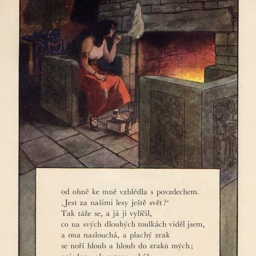 od ohně ke mně vzhlédla s povzdechem.
„Jest za našimi lesy ještě svět?“
Tak táže se, a já jí vylíčil,
co na svých dlouhých toulkách viděl jsem,
a ona naslouchá, a plachý zrak
se noří hloub a hloub do zraků mých;